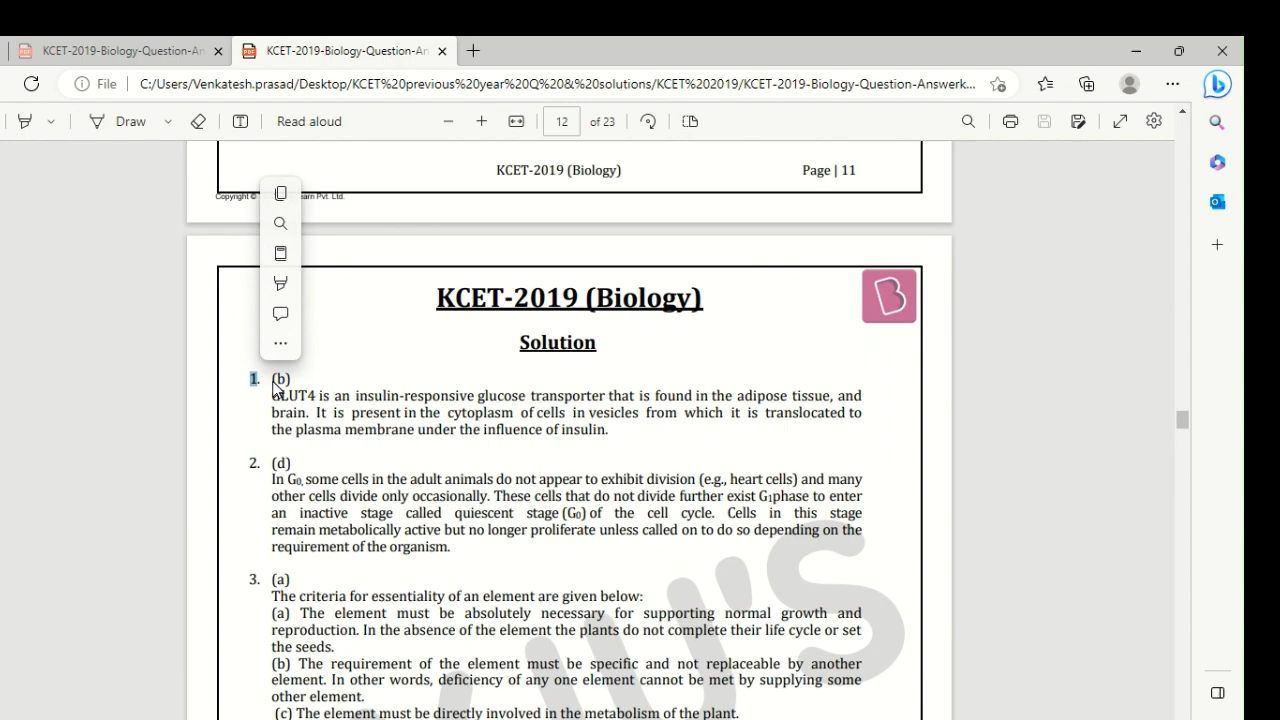 KCET-2019-Biology-Question-An
KCET-2019-Biology-Question-An
File
C:/Users/Venkatesh.prasad/Desktop/KCET%20previous%20year%20Q%20&%20solutions/KCET%202019/KCET-2019-Biology-Question-Answerk...
Draw
Read aloud
12 of 23
KCET-2019 (Biology)
Page | 11
Copyright © arn Pvt. Ltd.
KCET-2019 (Biology)
B
Solution
1. (b)
GLUT4 is an insulin-responsive glucose transporter that is found in the adipose tissue, and
brain. It is present in the cytoplasm of cells in vesicles from which it is translocated to
the plasma membrane under the influence of insulin.
2. (d)
In G₀, some cells in the adult animals do not appear to exhibit division (e.g., heart cells) and many
other cells divide only occasionally. These cells that do not divide further exist G₁phase to enter
an inactive stage called quiescent stage (G₀) of the cell cycle. Cells in this stage
remain metabolically active but no longer proliferate unless called on to do so depending on the
requirement of the organism.
3. (a)
The criteria for essentiality of an element are given below:
(a) The element must be absolutely necessary for supporting normal growth and
reproduction. In the absence of the element the plants do not complete their life cycle or set
the seeds.
(b) The requirement of the element must be specific and not replaceable by another
element. In other words, deficiency of any one element cannot be met by supplying some
other element.
(c) The element must be directly involved in the metabolism of the plant.